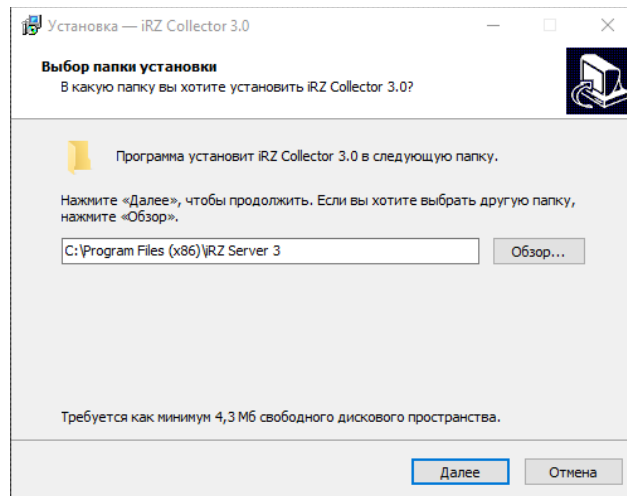 Установка — iRZ Collector 3.0
Выбор папки установки
В какую папку вы хотите установить iRZ Collector 3.0?
Программа установит iRZ Collector 3.0 в следующую папку.
Нажмите «Далее», чтобы продолжить. Если вы хотите выбрать другую папку,
нажмите «Обзор».
C:\Program Files (x86)\iRZ Server 3
Обзор...
Требуется как минимум 4,3 Мб свободного дискового пространства.
Далее
Отмена